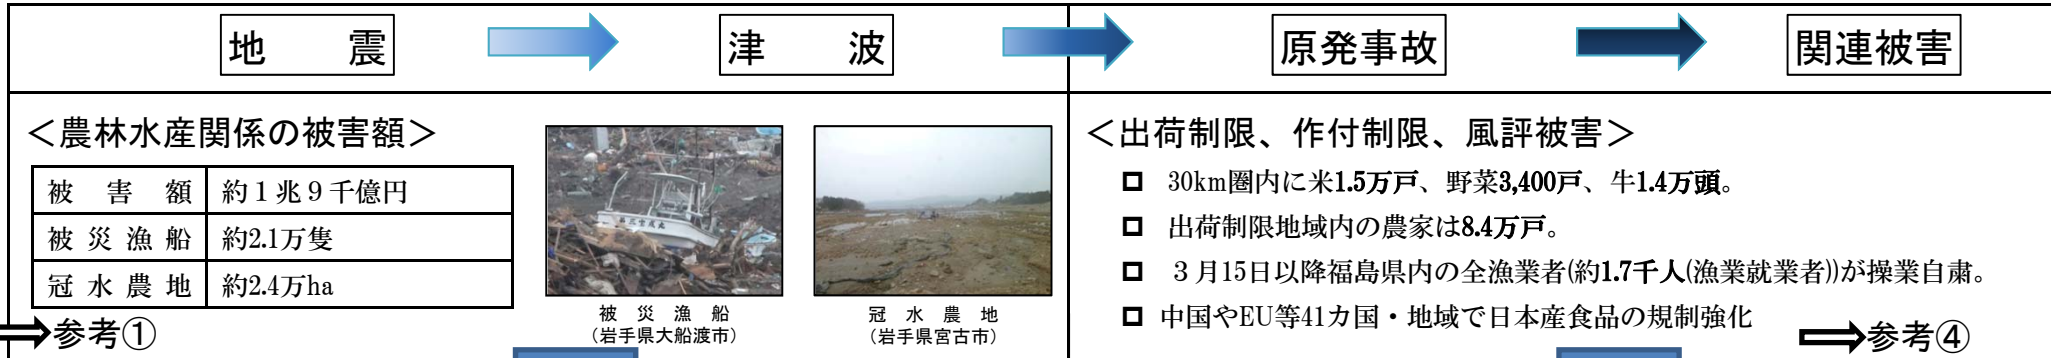 地　震
津　波
原発事故
関連被害
＜農林水産関係の被害額＞
被害額 約１兆９千億円
被災漁船 約2.1万隻
冠水農地 約2.4万ha
参考①
被災漁船
（岩手県大船渡市）
冠水農地
（岩手県宮古市）
＜出荷制限、作付制限、風評被害＞
30km圏内に米1.5万戸、野菜3,400戸、牛1.4万頭。
出荷制限地域内の農家は8.4万戸。
３月15日以降福島県内の全漁業者(約1.7千人(漁業就業者))が操業自粛。
中国やEU等41カ国・地域で日本産食品の規制強化
参考④